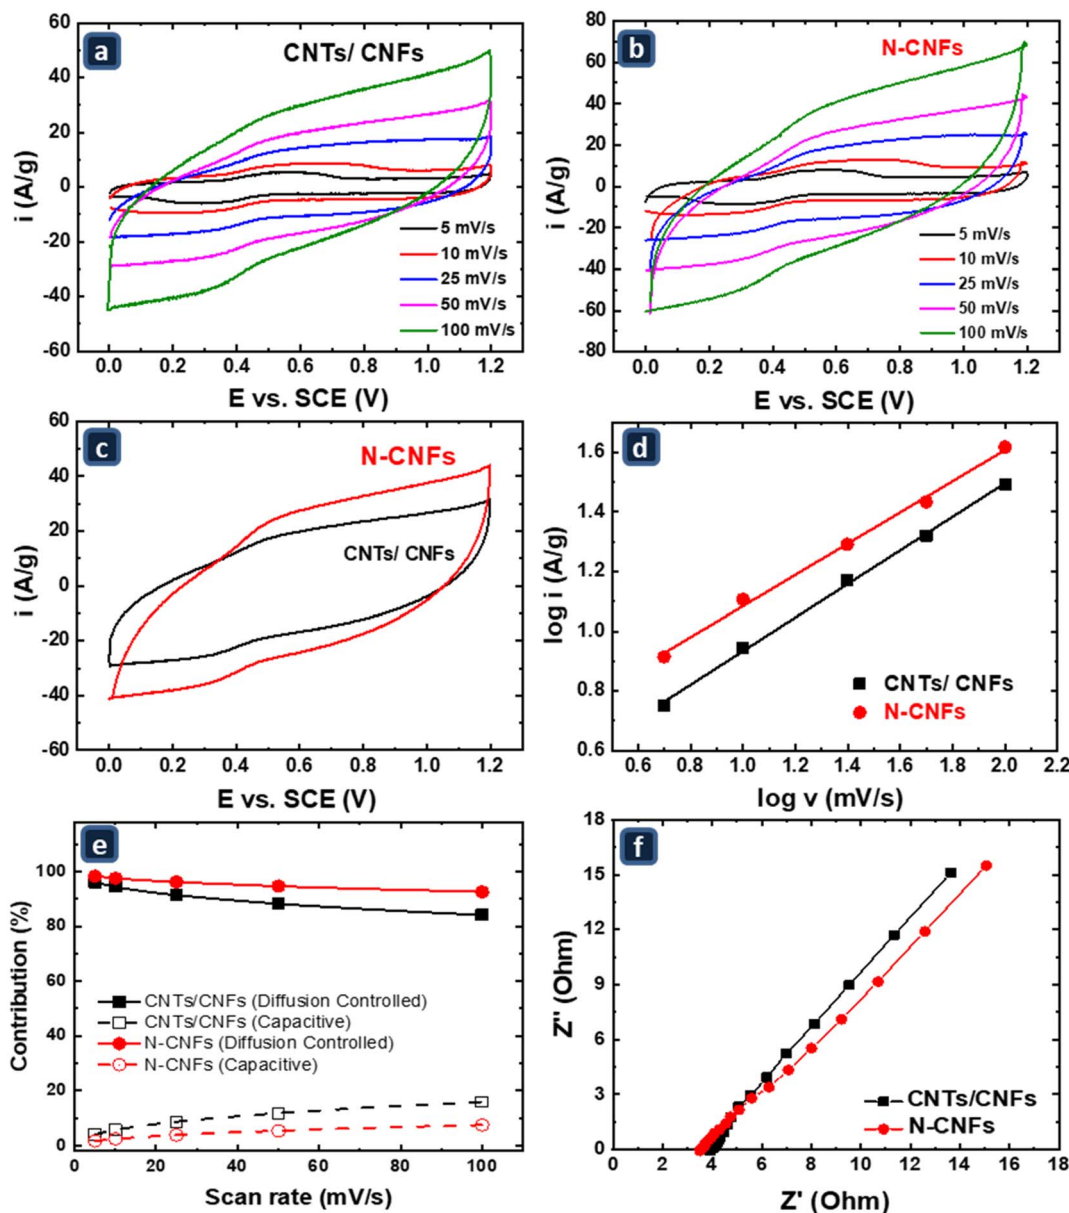 a
CNTs/ CNFs
i (A/g)
60
40
20
0
-20
-40
-60
5 mV/s
10 mV/s
25 mV/s
50 mV/s
100 mV/s
0.0 0.2 0.4 0.6 0.8 1.0 1.2
E vs. SCE (V)
b
N-CNFs
i (A/g)
80
60
40
20
0
-20
-40
-60
-80
5 mV/s
10 mV/s
25 mV/s
50 mV/s
100 mV/s
0.0 0.2 0.4 0.6 0.8 1.0 1.2
E vs. SCE (V)
c
N-CNFs
CNTs/ CNFs
i (A/g)
60
40
20
0
-20
-40
-60
0.0 0.2 0.4 0.6 0.8 1.0 1.2
E vs. SCE (V)
d
log i (A/g)
1.6
1.4
1.2
1.0
0.8
0.6
CNTs/ CNFs
N-CNFs
0.6 0.8 1.0 1.2 1.4 1.6 1.8 2.0 2.2
log v (mV/s)
e
Contribution (%)
100
80
60
40
20
0
CNTs/CNFs (Diffusion Controlled)
CNTs/CNFs (Capacitive)
N-CNFs (Diffusion Controlled)
N-CNFs (Capacitive)
0 20 40 60 80 100
Scan rate (mV/s)
f
Z'' (Ohm)
18
15
12
9
6
3
0
CNTs/CNFs
N-CNFs
0 2 4 6 8 10 12 14 16 18
Z' (Ohm)